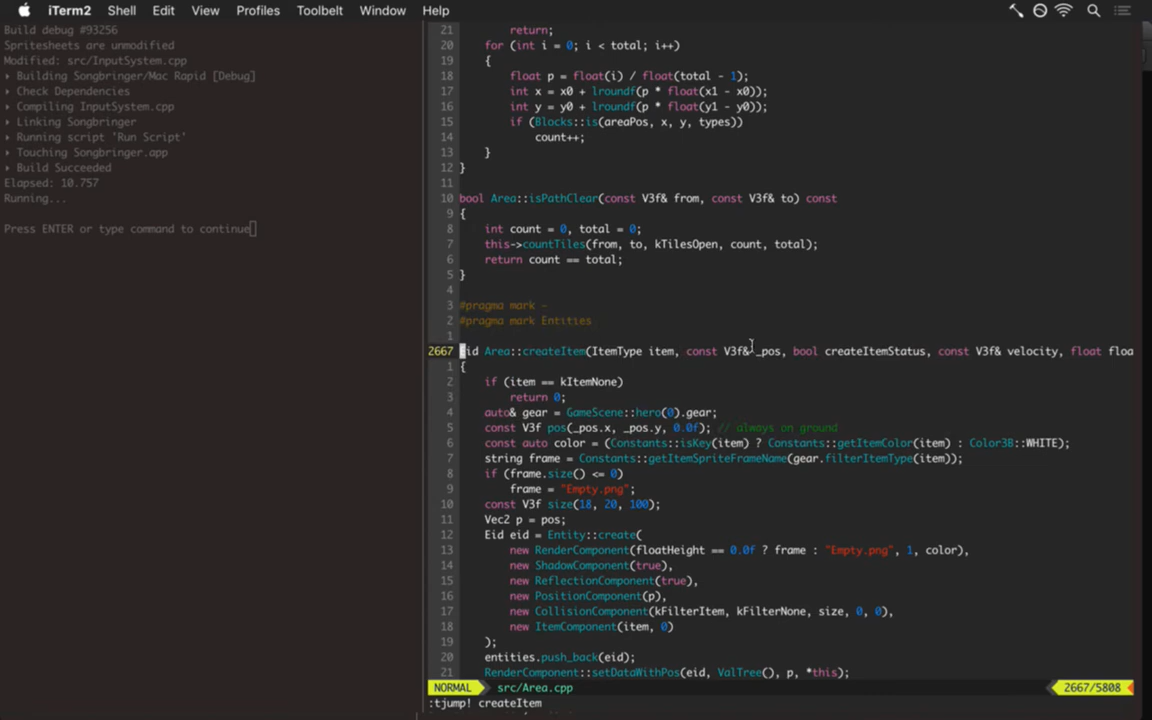 iTerm2 Shell Edit View Profiles Toolbelt Window Help
Build debug #93256
Spritesheets are unmodified
Modified: src/InputSystem.cpp
Building Songbringer/Mac Rapid [Debug]
Check Dependencies
Compiling InputSystem.cpp
Linking Songbringer
Running script 'Run Script'
Touching Songbringer.app
Build Succeeded
Elapsed: 10.757
Running...
Press ENTER or type command to continue
21 return;
20 for (int i = 0; i < total; i++)
19 {
18 float p = float(i) / float(total - 1);
17 int x = x0 + lroundf(p * float(x1 - x0));
16 int y = y0 + lroundf(p * float(y1 - y0));
15 if (Blocks::is(areaPos, x, y, types))
14 count++;
13 }
12 }
11
10 bool Area::isPathClear(const V3f& from, const V3f& to) const
9 {
8 int count = 0, total = 0;
7 this->countTiles(from, to, kTilesOpen, count, total);
6 return count == total;
5 }
4
3 #pragma mark -
2 #pragma mark Entities
1
2667 id Area::createItem(ItemType item, const V3f& _pos, bool createItemStatus, const V3f& velocity, float floa
1 {
2 if (item == kItemNone)
3 return 0;
4 auto& gear = GameScene::hero(0).gear;
5 const V3f pos(_pos.x, _pos.y, 0.0f); // always on ground
6 const auto color = (Constants::isKey(item) ? Constants::getItemColor(item) : Color3B::WHITE);
7 string frame = Constants::getItemSpriteFrameName(gear.filterItemType(item));
8 if (frame.size() <= 0)
9 frame = "Empty.png";
10 const V3f size(18, 20, 100);
11 Vec2 p = pos;
12 Eid eid = Entity::create(
13 new RenderComponent(floatHeight == 0.0f ? frame : "Empty.png", 1, color),
14 new ShadowComponent(true),
15 new ReflectionComponent(true),
16 new PositionComponent(p),
17 new CollisionComponent(kFilterItem, kFilterNone, size, 0, 0),
18 new ItemComponent(item, 0)
19 );
20 entities.push_back(eid);
21 RenderComponent::setDataWithPos(eid, ValTree(), p, *this);
NORMAL src/Area.cpp 2667/5808
:tjump! createItem